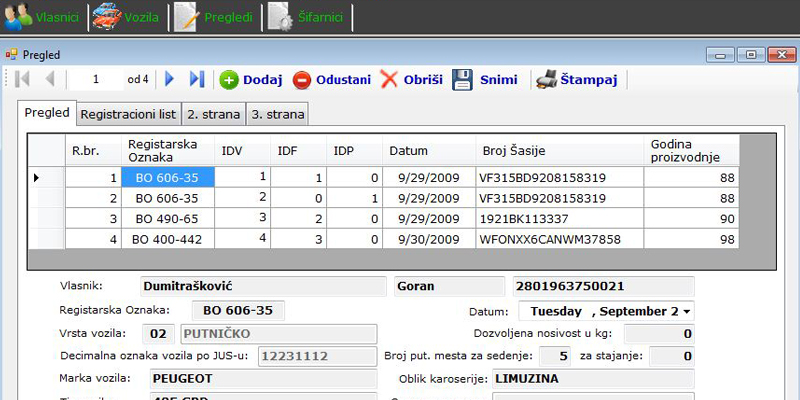 Vlasnici Vozila Pregledi Šifarnici
Pregled
1 od 4 Dodaj Odustani Obriši Snimi Štampaj
Pregled Registracioni list 2. strana 3. strana
R.br. Registarska Oznaka IDV IDF IDP Datum Broj Šasije Godina proizvodnje
1 BO 606-35 1 1 0 9/29/2009 VF315BD9208158319 88
2 BO 606-35 2 0 1 9/29/2009 VF315BD9208158319 88
3 BO 490-65 3 2 0 9/29/2009 1921BK113337 90
4 BO 400-442 4 3 0 9/30/2009 WFONXX6CANWM37858 98
Vlasnik: Dumitrašković Goran 2801963750021
Registarska Oznaka: BO 606-35 Datum: Tuesday , September 2
Vrsta vozila: 02 PUTNIČKO Dozvoljena nosivost u kg: 0
Decimalna oznaka vozila po JUS-u: 12231112 Broj put. mesta za sedenje: 5 za stajanje: 0
Marka vozila: PEUGEOT Oblik karoserije: LIMUZINA